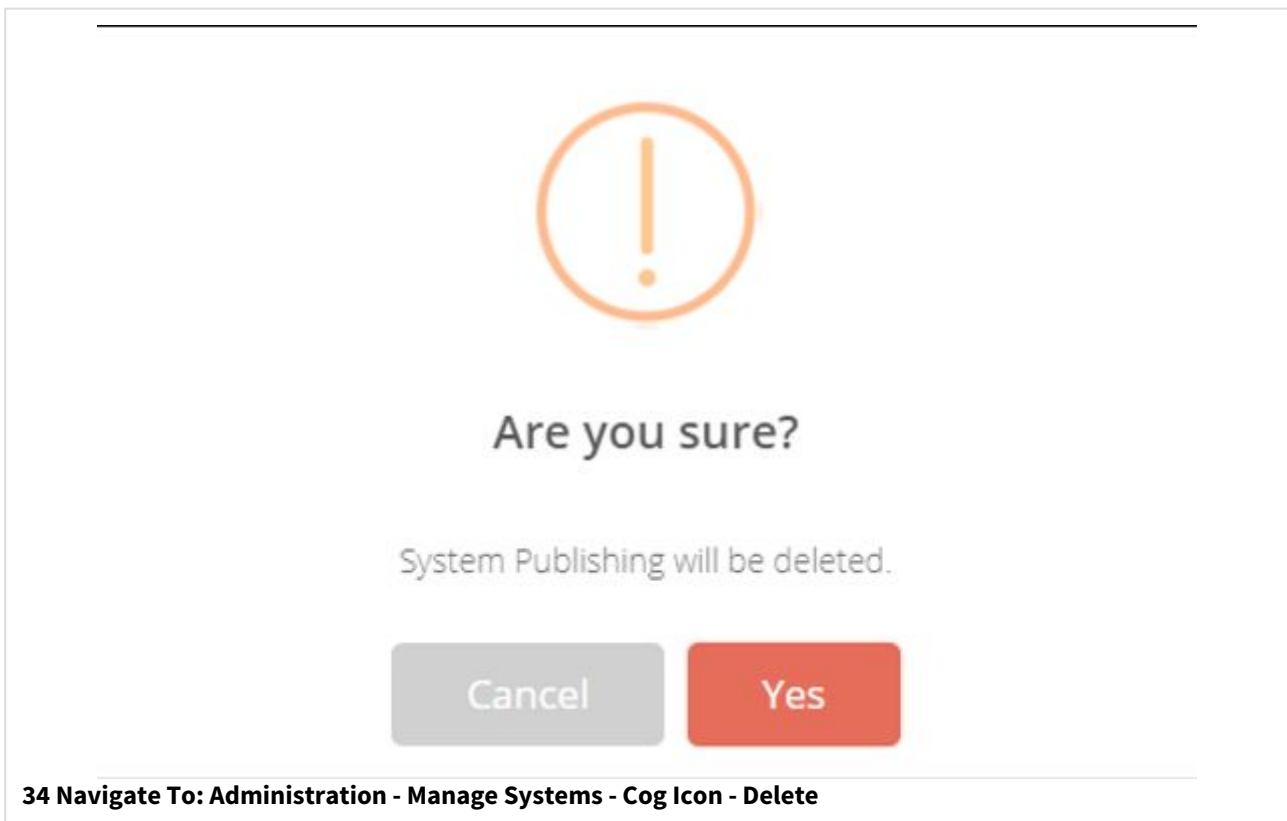 Are you sure?
System Publishing will be deleted.
Cancel Yes
34 Navigate To: Administration - Manage Systems - Cog Icon - Delete